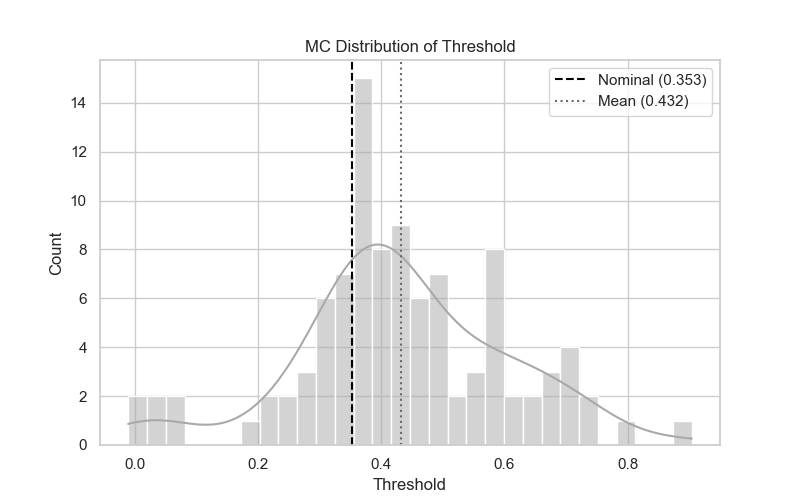 MC Distribution of Threshold
Nominal (0.353)
Mean (0.432)
Count
14
12
10
8
6
4
2
0
0.0 0.2 0.4 0.6 0.8
Threshold